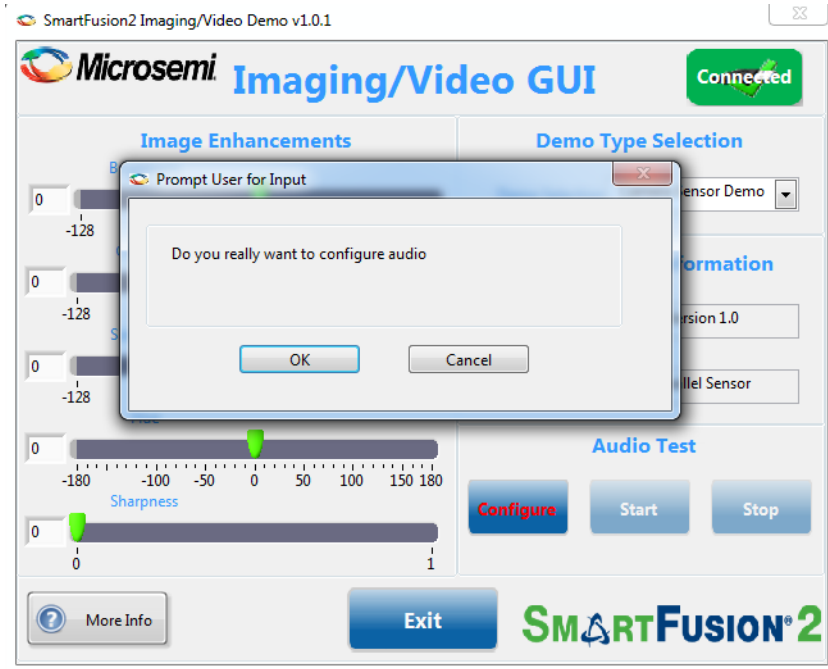 SmartFusion2 Imaging/Video Demo v1.0.1
Microsemi
Imaging/Video GUI
Connected
Image Enhancements
Demo Type Selection
Prompt User for Input
Do you really want to configure audio
OK
Cancel
ensor Demo
ormation
rsion 1.0
llel Sensor
0
-128
0
-128
0
-128
0
-180 -100 -50 0 50 100 150 180
Sharpness
0
0 1
Audio Test
Configure
Start
Stop
More Info
Exit
SMARTFUSION®2